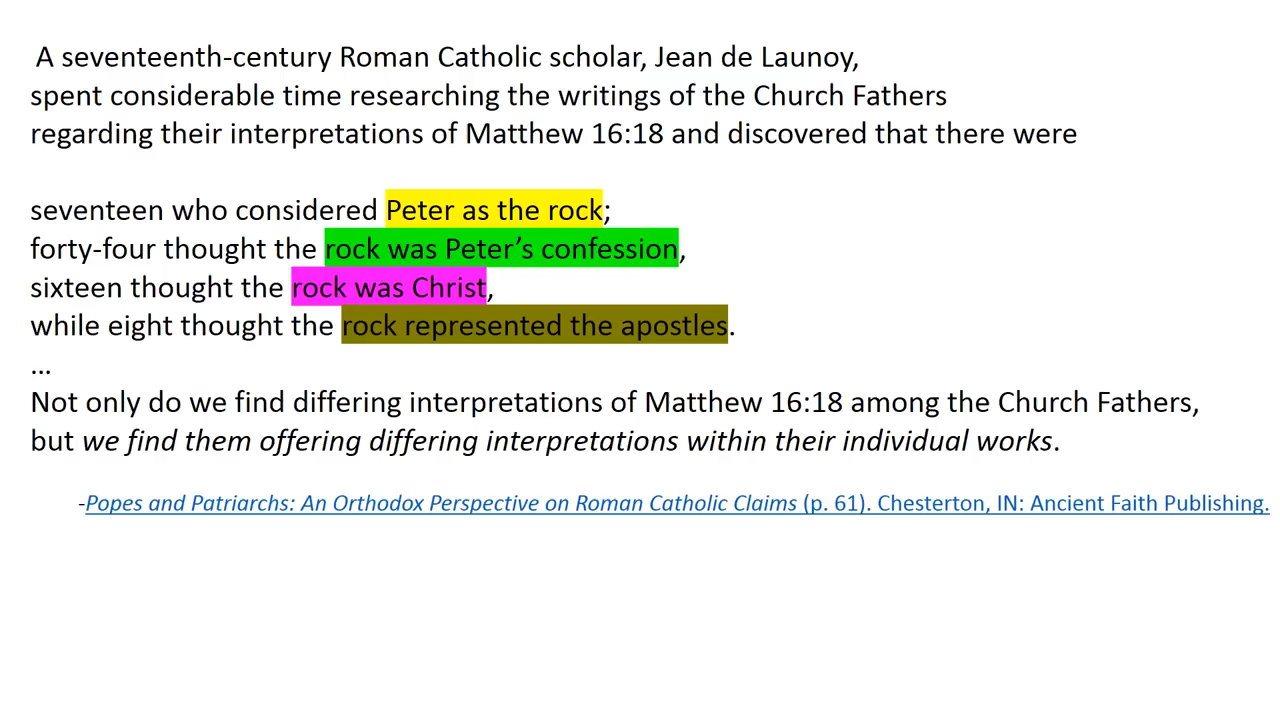 A seventeenth-century Roman Catholic scholar, Jean de Launoy,
spent considerable time researching the writings of the Church Fathers
regarding their interpretations of Matthew 16:18 and discovered that there were
seventeen who considered Peter as the rock;
forty-four thought the rock was Peter’s confession,
sixteen thought the rock was Christ,
while eight thought the rock represented the apostles.
…
Not only do we find differing interpretations of Matthew 16:18 among the Church Fathers,
but we find them offering differing interpretations within their individual works.
-Popes and Patriarchs: An Orthodox Perspective on Roman Catholic Claims (p. 61). Chesterton, IN: Ancient Faith Publishing.